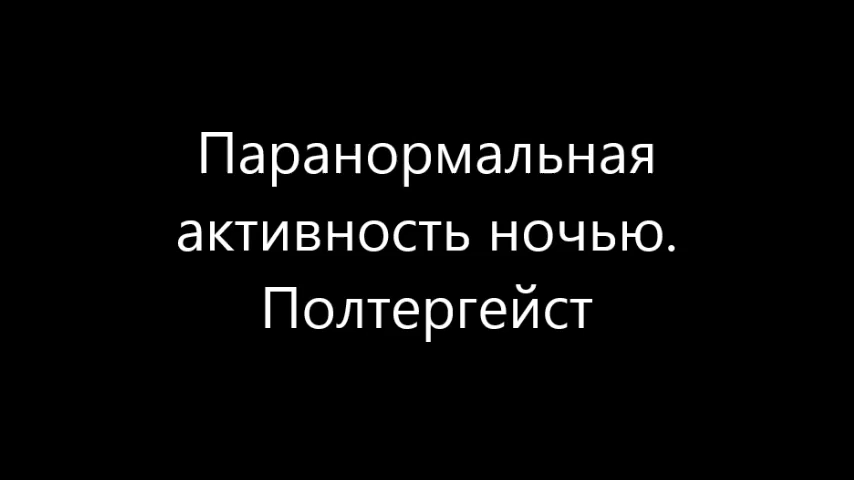 Паранормальная
активность ночью.
Полтергейст